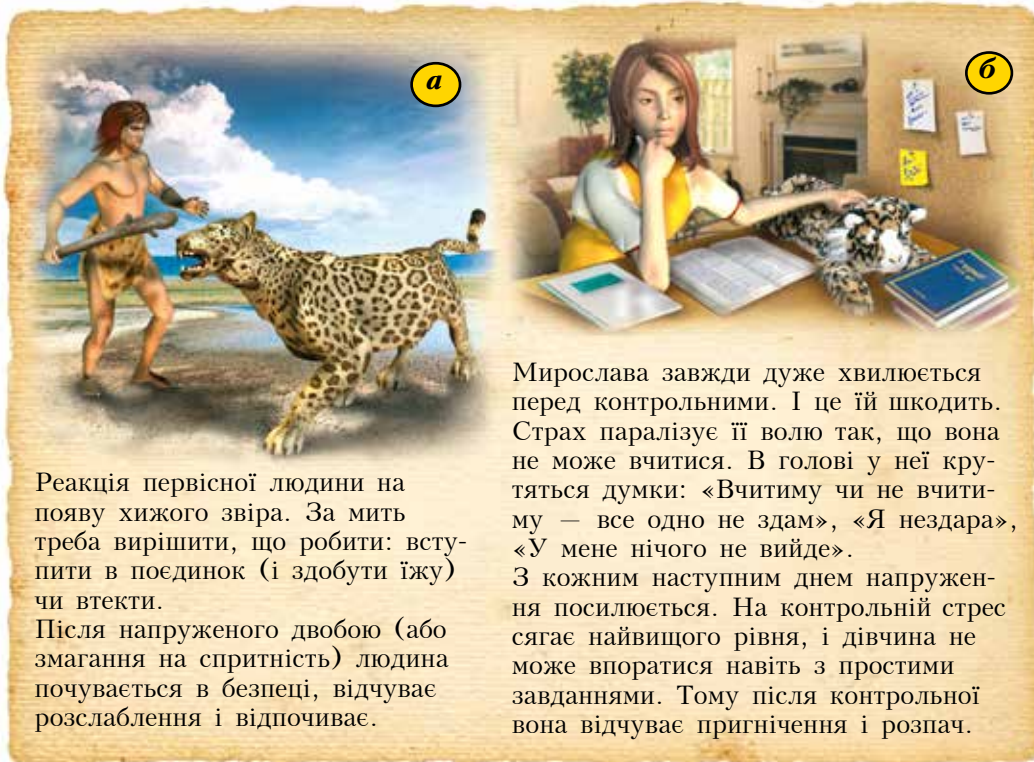 а
Реакція первісної людини на
появу хижого звіра. За мить
треба вирішити, що робити: всту-
пити в поєдинок (і здобути їжу)
чи втекти.
Після напруженого двобою (або
змагання на спритність) людина
почувається в безпеці, відчуває
розслаблення і відпочиває.
б
Мирослава завжди дуже хвилюється
перед контрольними. І це їй шкодить.
Страх паралізує її волю так, що вона
не може вчитися. В голові у неї кру-
тяться думки: «Вчитиму чи не вчити-
му — все одно не здам», «Я нездара»,
«У мене нічого не вийде».
З кожним наступним днем напружен-
ня посилюється. На контрольній стрес
сягає найвищого рівня, і дівчина не
може впоратися навіть з простими
завданнями. Тому після контрольної
вона відчуває пригнічення і розпач.